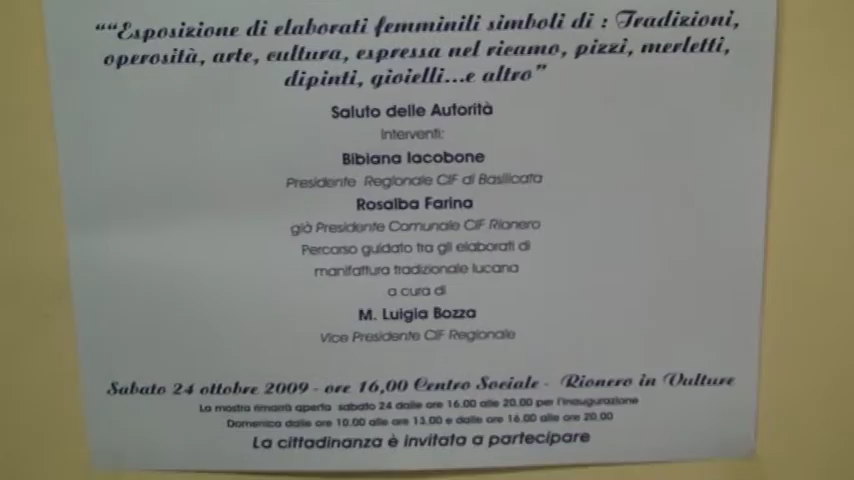 ““Esposizione di elaborati femminili simboli di : Tradizioni,
operosità, arte, cultura, espressa nel ricamo, pizzi, merletti,
dipinti, gioielli...e altro”
Saluto delle Autorità
Interventi:
Bibiana Iacobone
Presidente Regionale CIF di Basilicata
Rosalba Farina
già Presidente Comunale CIF Rionero
Percorso guidato tra gli elaborati di
manifattura tradizionale lucana
a cura di
M. Luigia Bozza
Vice Presidente CIF Regionale
Sabato 24 ottobre 2009 - ore 16,00 Centro Sociale - Rionero in Vulture
La mostra rimarrà aperta sabato 24 dalle ore 16.00 alle 20.00 per l'inaugurazione
Domenica dalle ore 10.00 alle ore 13.00 e dalle ore 16.00 alle ore 20.00
La cittadinanza è invitata a partecipare